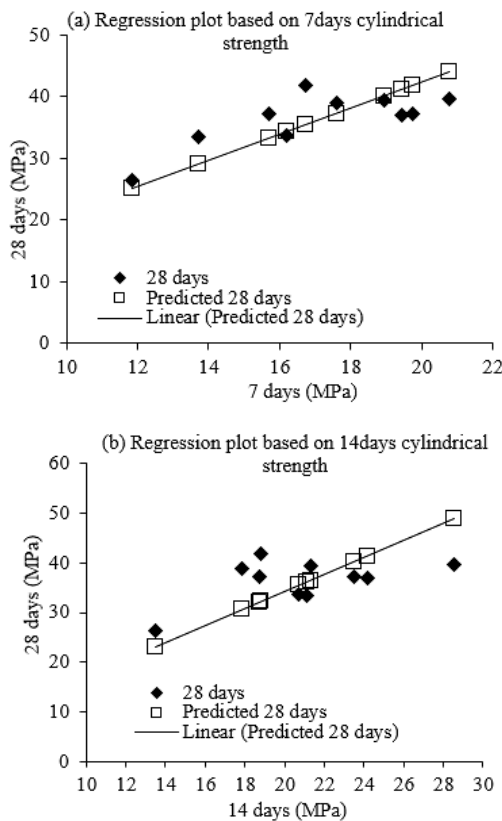 (a) Regression plot based on 7days cylindrical
strength
50
40
30
20
10
0
28 days (MPa)
28 days
Predicted 28 days
Linear (Predicted 28 days)
10 12 14 16 18 20 22
7 days (MPa)
(b) Regression plot based on 14days cylindrical
strength
60
50
40
30
20
10
0
28 days (MPa)
28 days
Predicted 28 days
Linear (Predicted 28 days)
10 12 14 16 18 20 22 24 26 28 30
14 days (MPa)